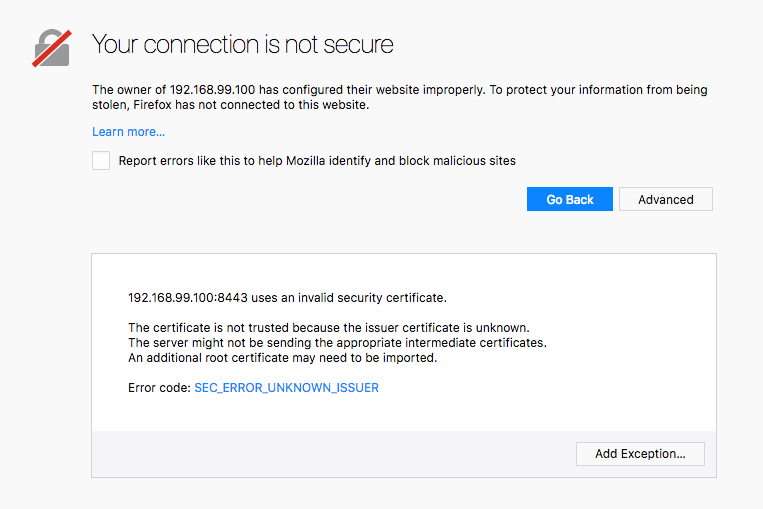 Your connection is not secure
The owner of 192.168.99.100 has configured their website improperly. To protect your information from being
stolen, Firefox has not connected to this website.
Learn more...
Report errors like this to help Mozilla identify and block malicious sites
Go Back
Advanced
192.168.99.100:8443 uses an invalid security certificate.
The certificate is not trusted because the issuer certificate is unknown.
The server might not be sending the appropriate intermediate certificates.
An additional root certificate may need to be imported.
Error code: SEC_ERROR_UNKNOWN_ISSUER
Add Exception...